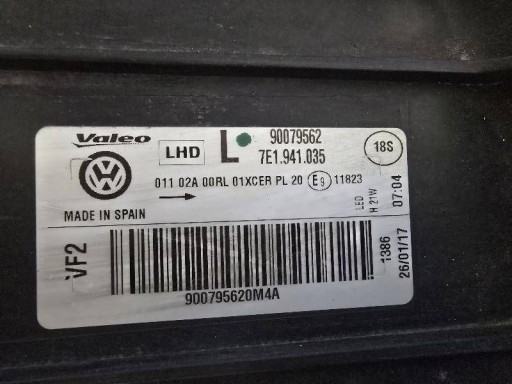 Valeo
LHD
L
90079562
7E1.941.035
18S
011 02A 00RL 01XCER PL 20 E9 11823
MADE IN SPAIN
LED
H 21W
07:04
VF2
1386
26/01/17
900795620M4A